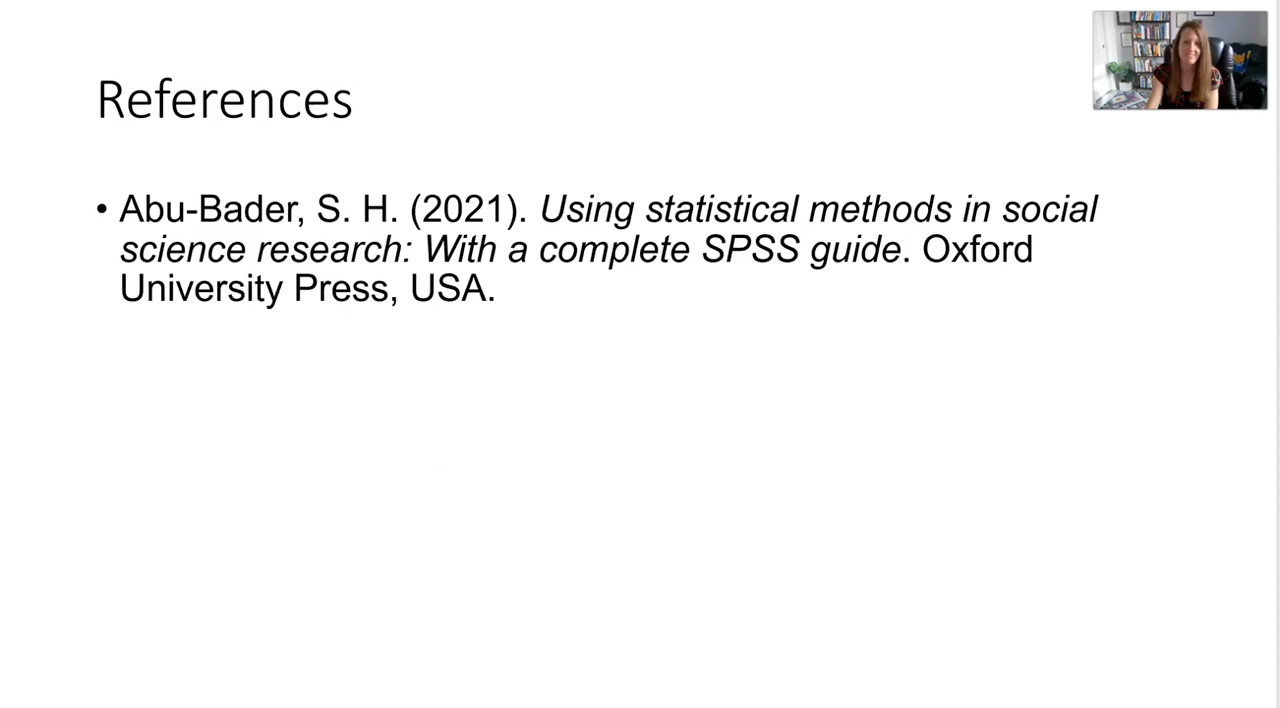 References
• Abu-Bader, S. H. (2021). Using statistical methods in social
science research: With a complete SPSS guide. Oxford
University Press, USA.